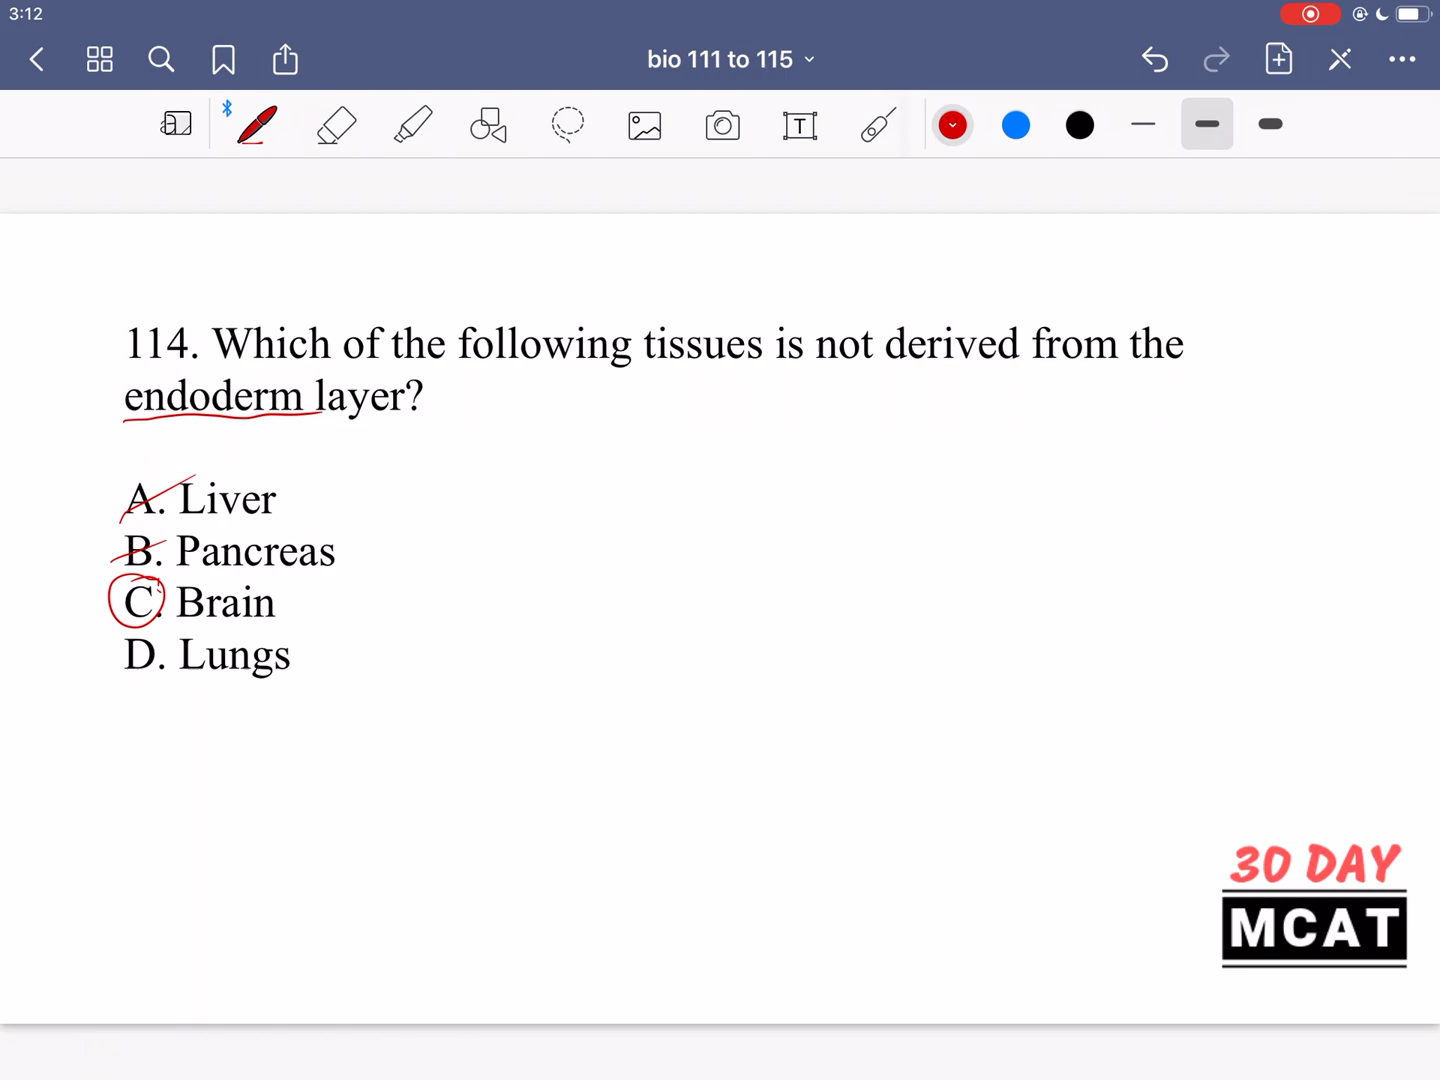 3:12
bio 111 to 115
114. Which of the following tissues is not derived from the
endoderm layer?
A. Liver
B. Pancreas
C. Brain
D. Lungs
30 DAY
MCAT